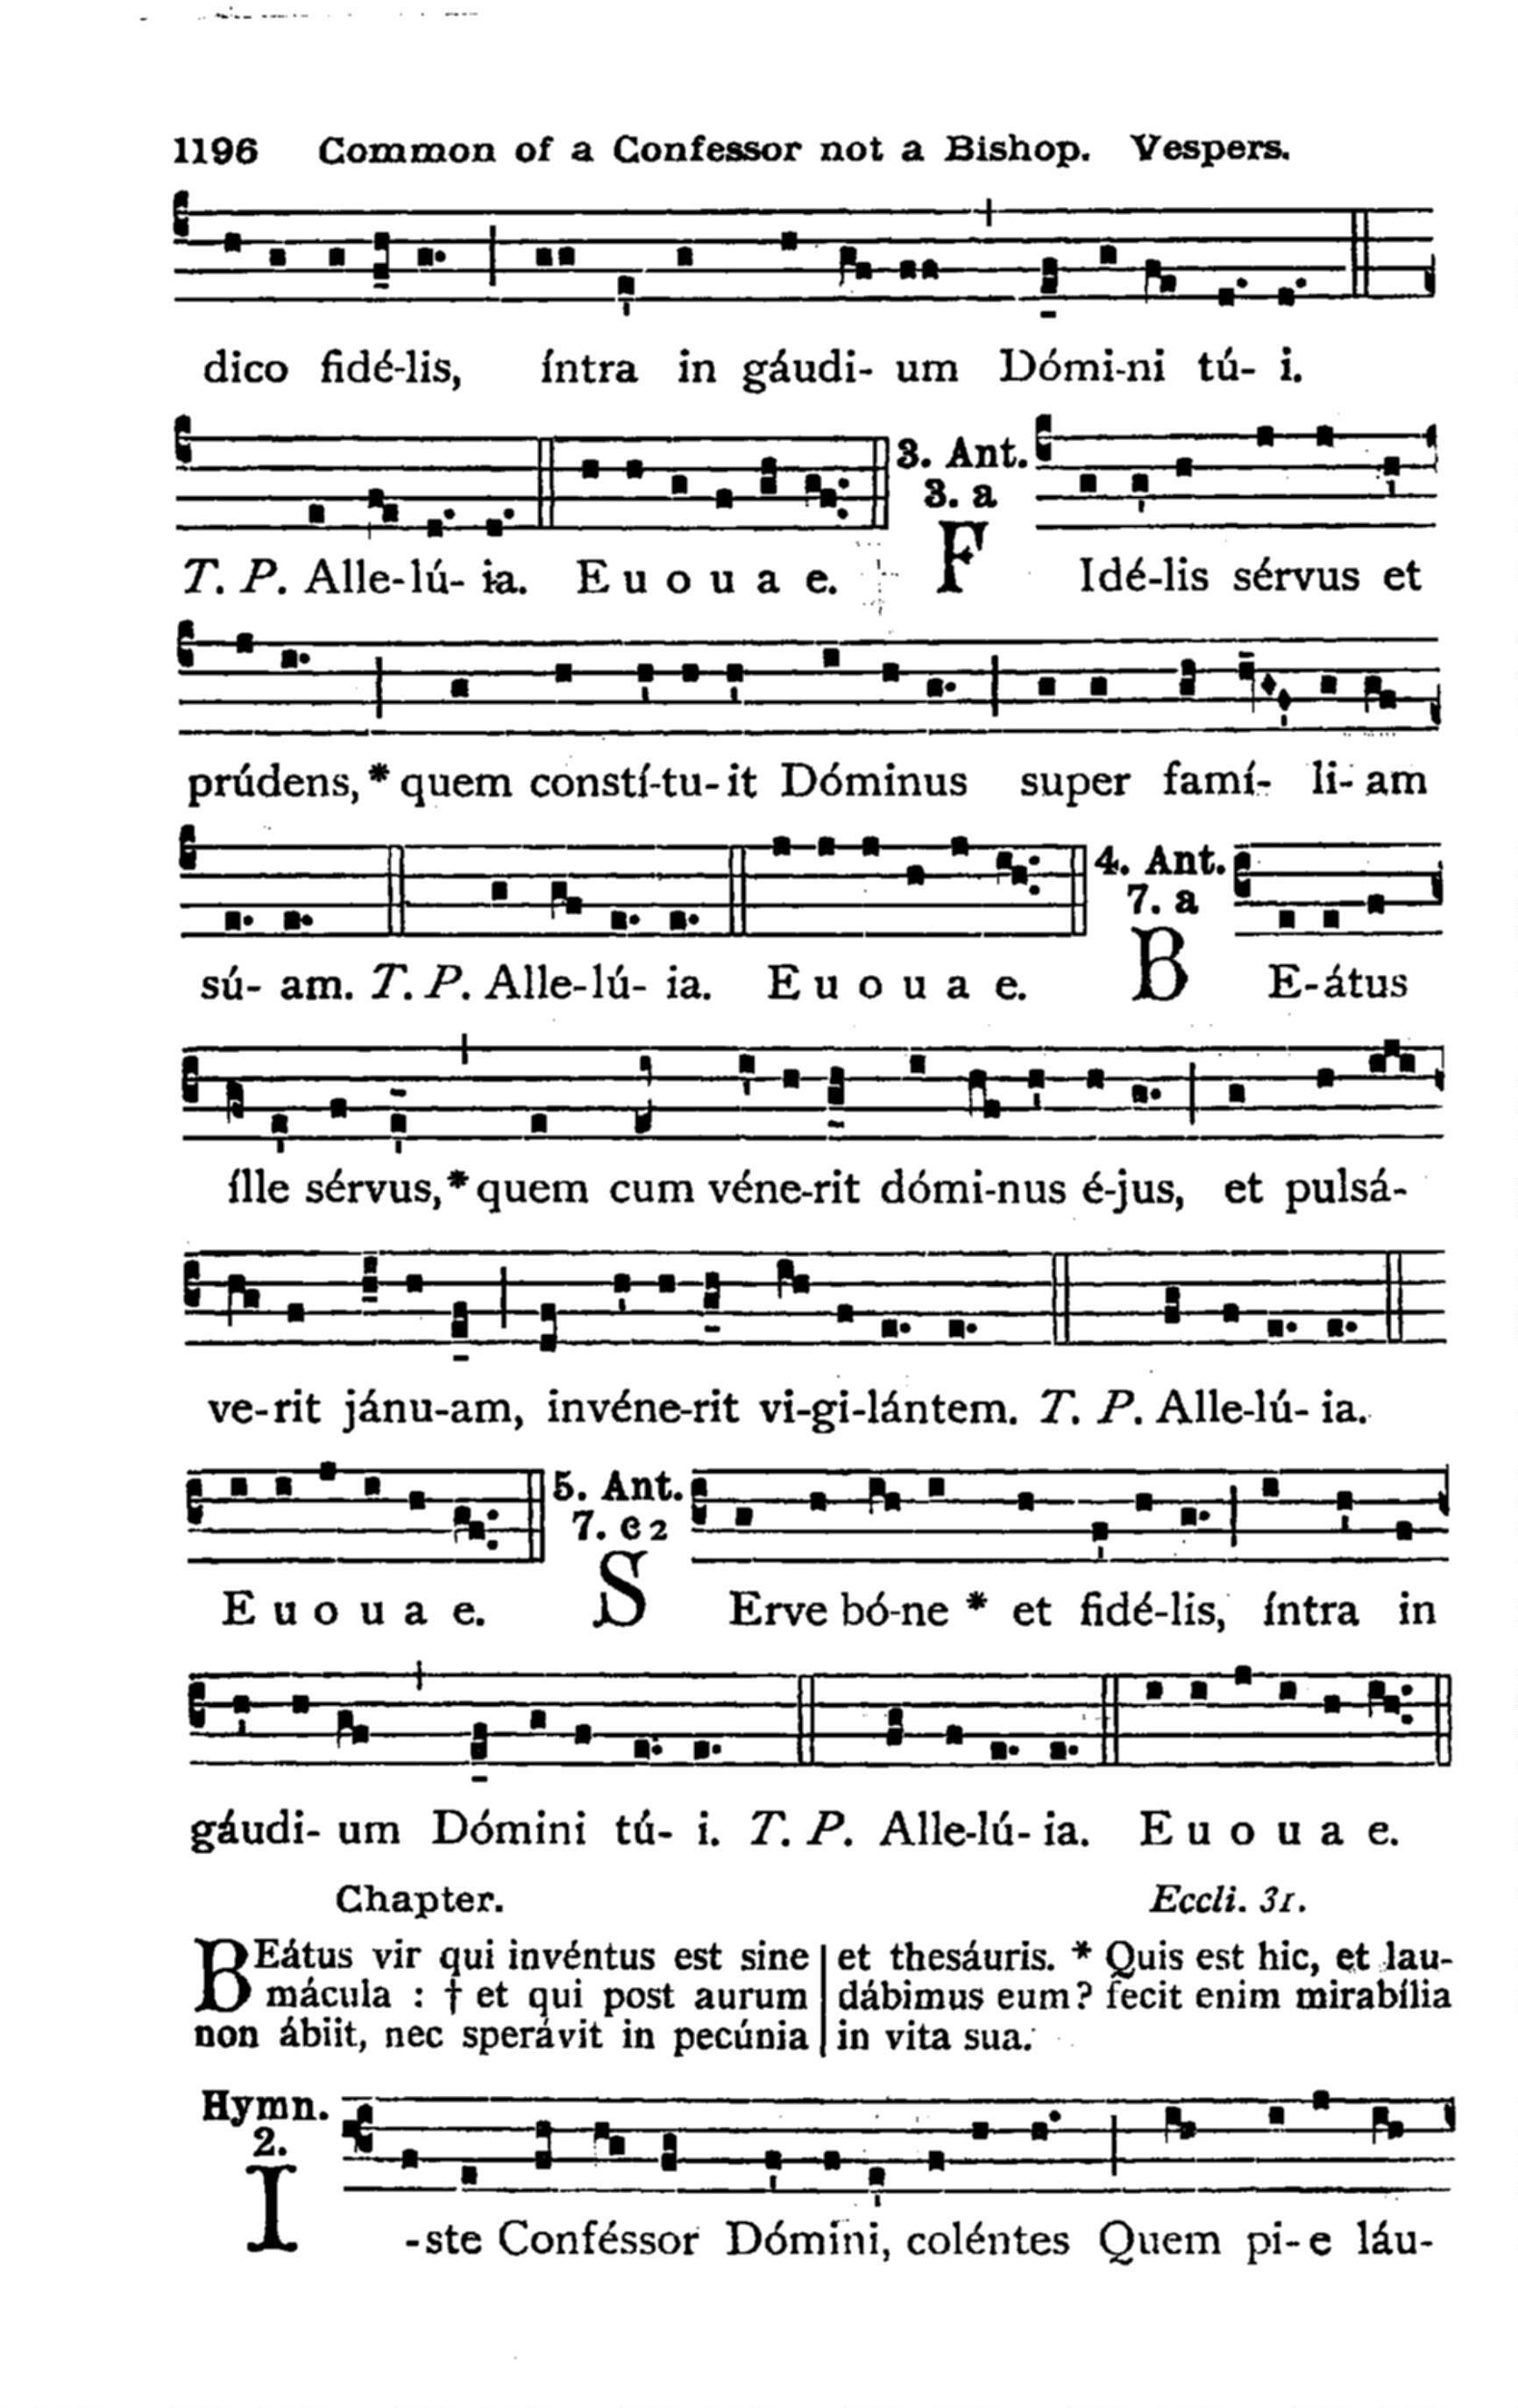 1196 Common of a Confessor not a Bishop. Vespers.
dico fidé-lis, íntra in gáudi- um Dómi-ni tú- i.
3. Ant.
3. a
T. P. Alle-lú- ia. E u o u a e. F Idé-lis sérvus et
prúdens, * quem constí-tu-it Dóminus super famí- li- am
4. Ant.
7. a
sú- am. T. P. Alle-lú- ia. E u o u a e. B E-átus
ílle sérvus, * quem cum véne-rit dómi-nus é-jus, et pulsá-
ve-rit jánu-am, invéne-rit vi-gi-lántem. T. P. Alle-lú- ia.
5. Ant.
7. c 2
E u o u a e. S Erve bó-ne * et fidé-lis, íntra in
gáudi- um Dómini tú- i. T. P. Alle-lú- ia. E u o u a e.
Chapter. Eccli. 31.
BEátus vir qui invéntus est sine
mácula : † et qui post aurum
non ábiit, nec sperávit in pecúnia
et thesáuris. * Quis est hic, et lau-
dábimus eum? fecit enim mirabília
in vita sua.
Hymn.
2.
I -ste Conféssor Dómini, coléntes Quem pi- e láu-